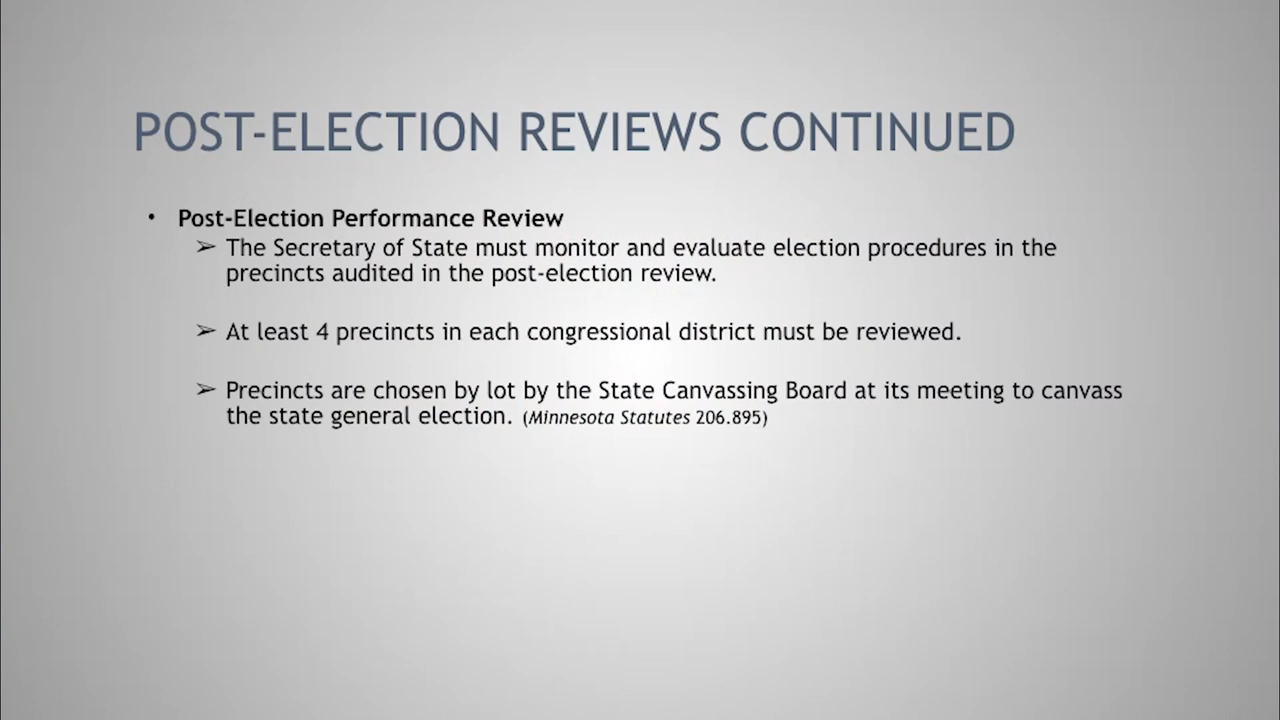 POST-ELECTION REVIEWS CONTINUED
• Post-Election Performance Review
➢ The Secretary of State must monitor and evaluate election procedures in the
precincts audited in the post-election review.
➢ At least 4 precincts in each congressional district must be reviewed.
➢ Precincts are chosen by lot by the State Canvassing Board at its meeting to canvass
the state general election. (Minnesota Statutes 206.895)